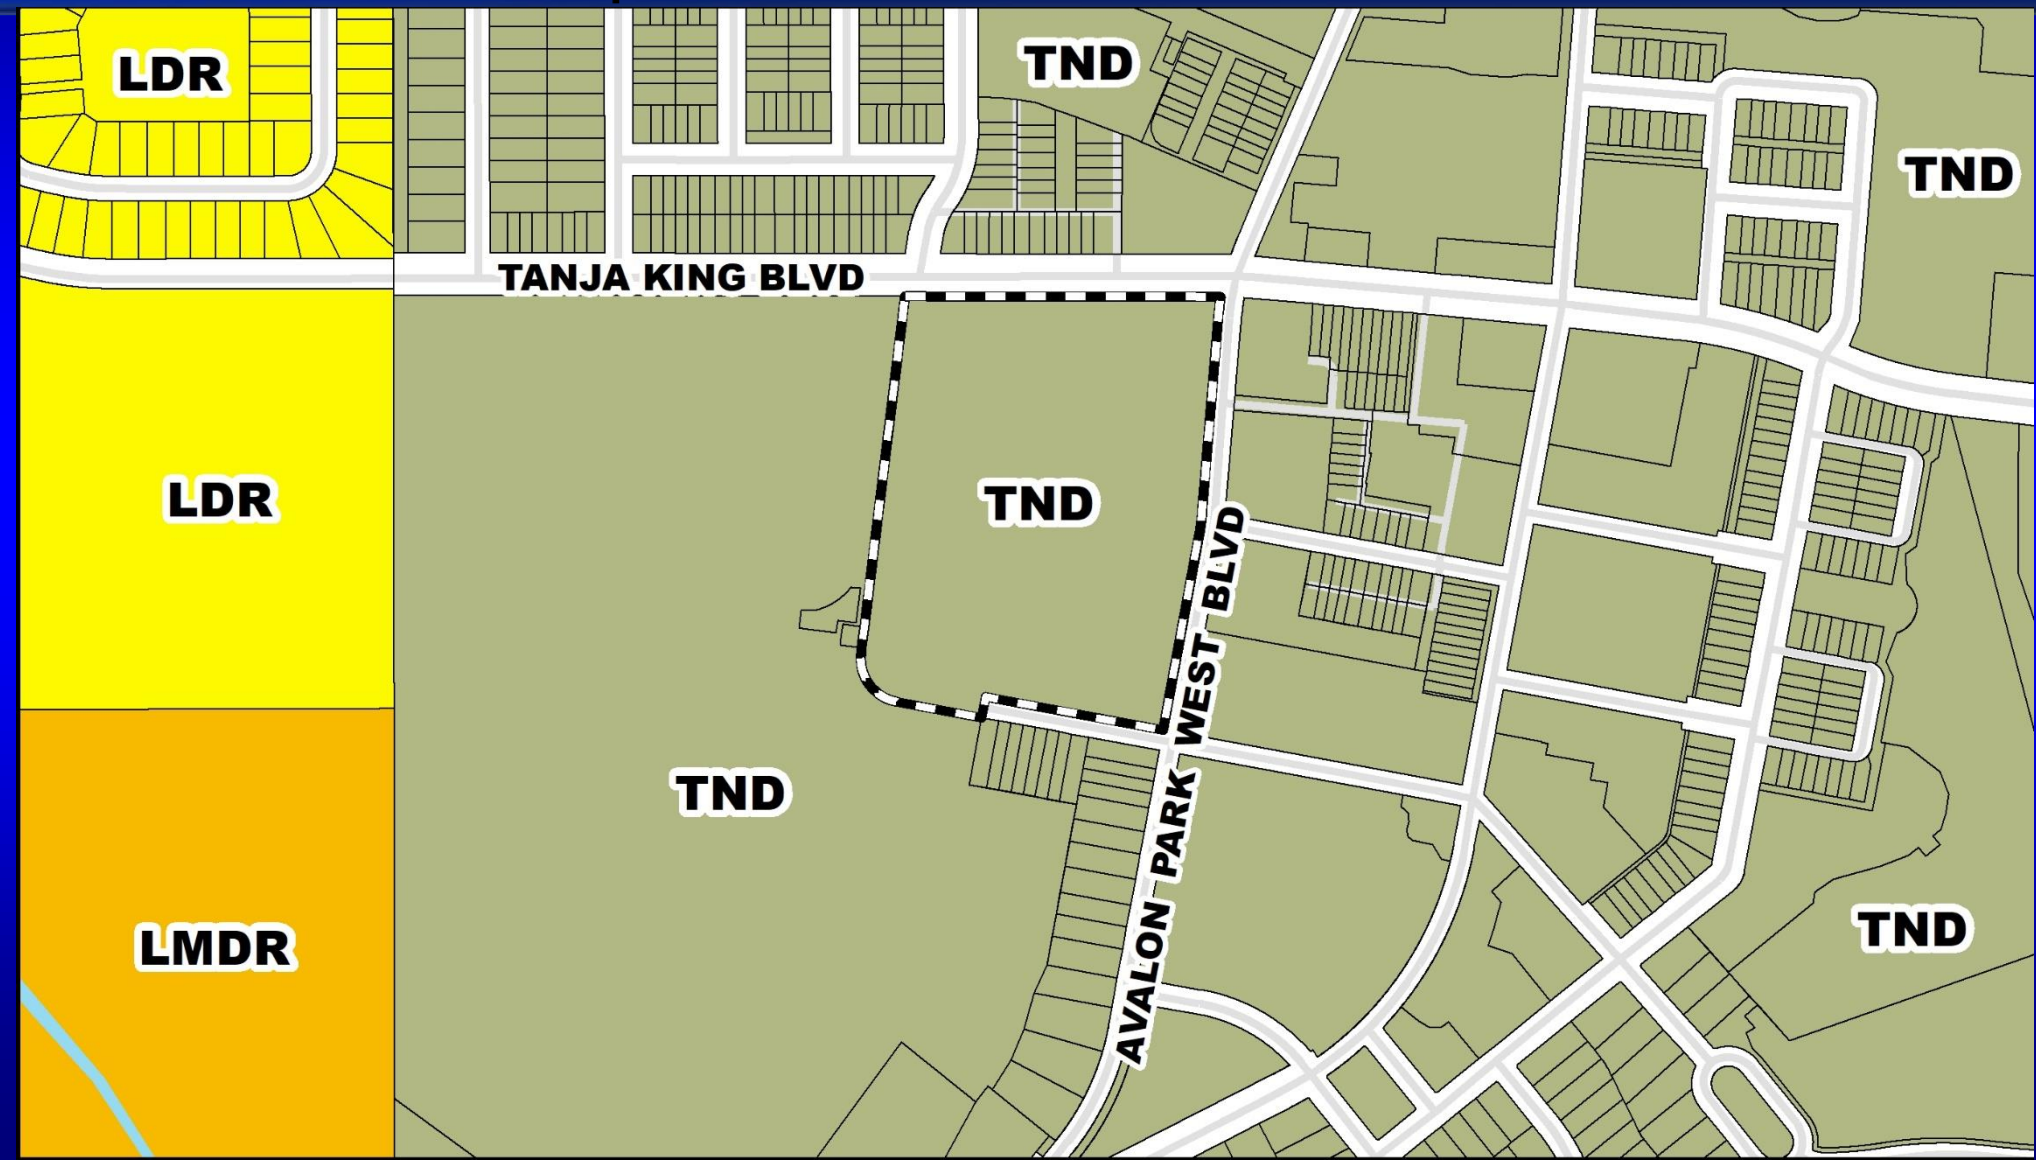 LDR
TND
TND
TANJA KING BLVD
LDR
TND
AVALON PARK WEST BLVD
TND
LMDR
TND